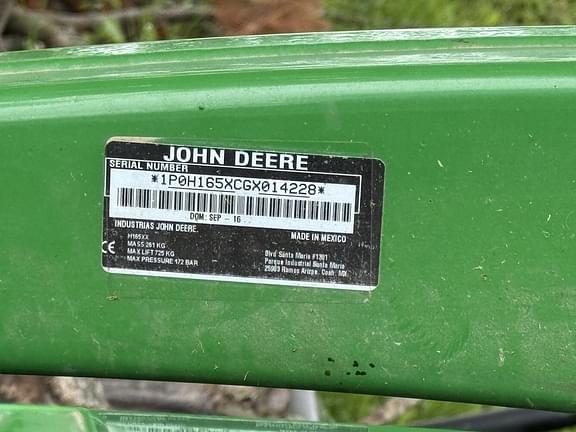 JOHN DEERE
SERIAL NUMBER
*1P0H165XCGX014228*
DOM: SEP - 16
INDUSTRIAS JOHN DEERE.
MADE IN MEXICO
H165XX
MASS 261 KG
MAX LIFT 725 KG
MAX PRESSURE 172 BAR
CE
Blvd Santa Maria #1301
Parque Industrial Santa Maria
25903 Ramos Arizpe, Coah. MX